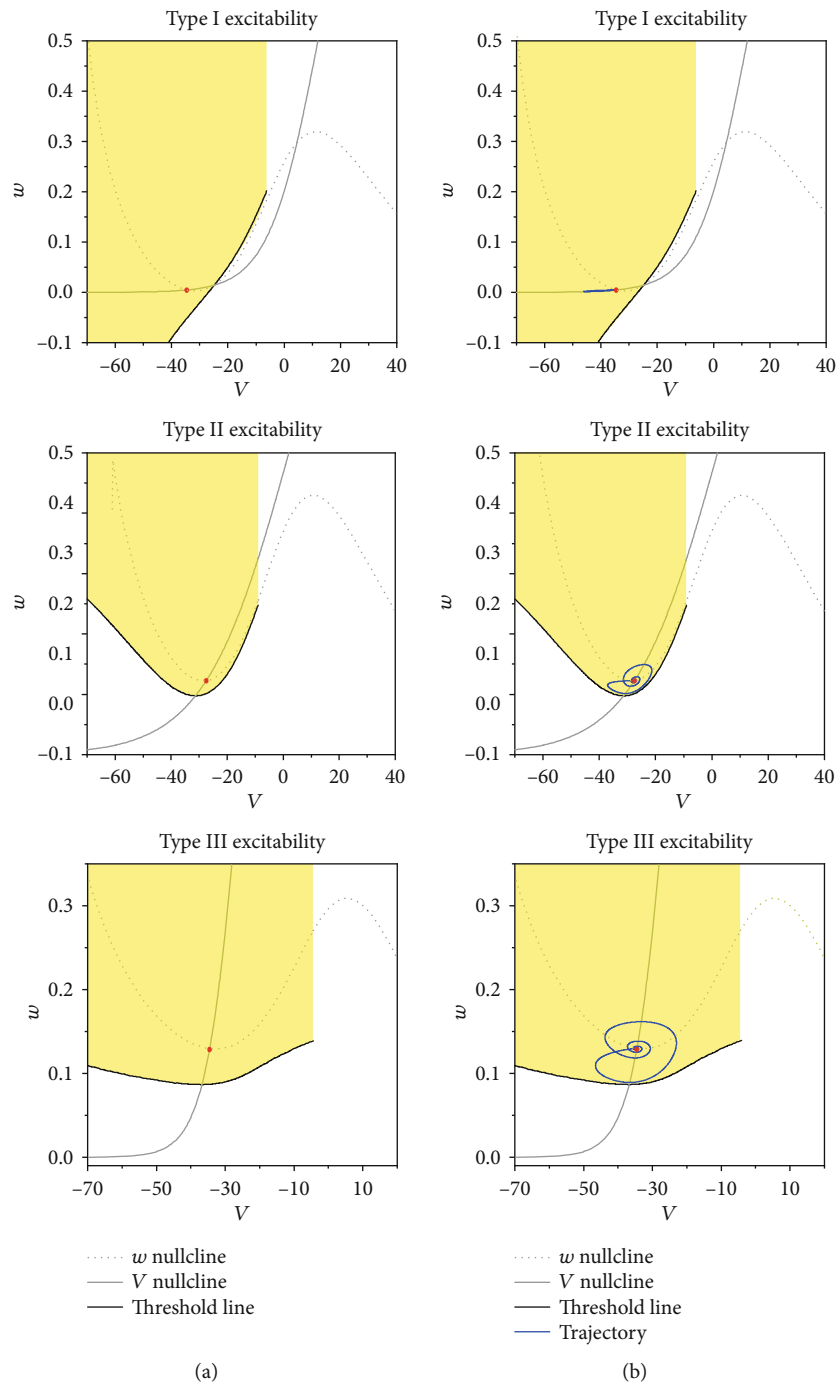 Type I excitability
0.5
0.4
0.3
0.2
0.1
0.0
–0.1
w
–60 –40 –20 0 20 40
V
Type I excitability
0.5
0.4
0.3
0.2
0.1
0.0
–0.1
w
–60 –40 –20 0 20 40
V
Type II excitability
0.5
0.4
0.3
0.2
0.1
0.0
–0.1
w
–60 –40 –20 0 20 40
V
Type II excitability
0.5
0.4
0.3
0.2
0.1
0.0
–0.1
w
–60 –40 –20 0 20 40
V
Type III excitability
0.3
0.2
0.1
0.0
w
–70 –50 –30 –10 10
V
Type III excitability
0.3
0.2
0.1
0.0
w
–70 –50 –30 –10 10
V
w nullcline
V nullcline
Threshold line
w nullcline
V nullcline
Threshold line
Trajectory
(a)
(b)